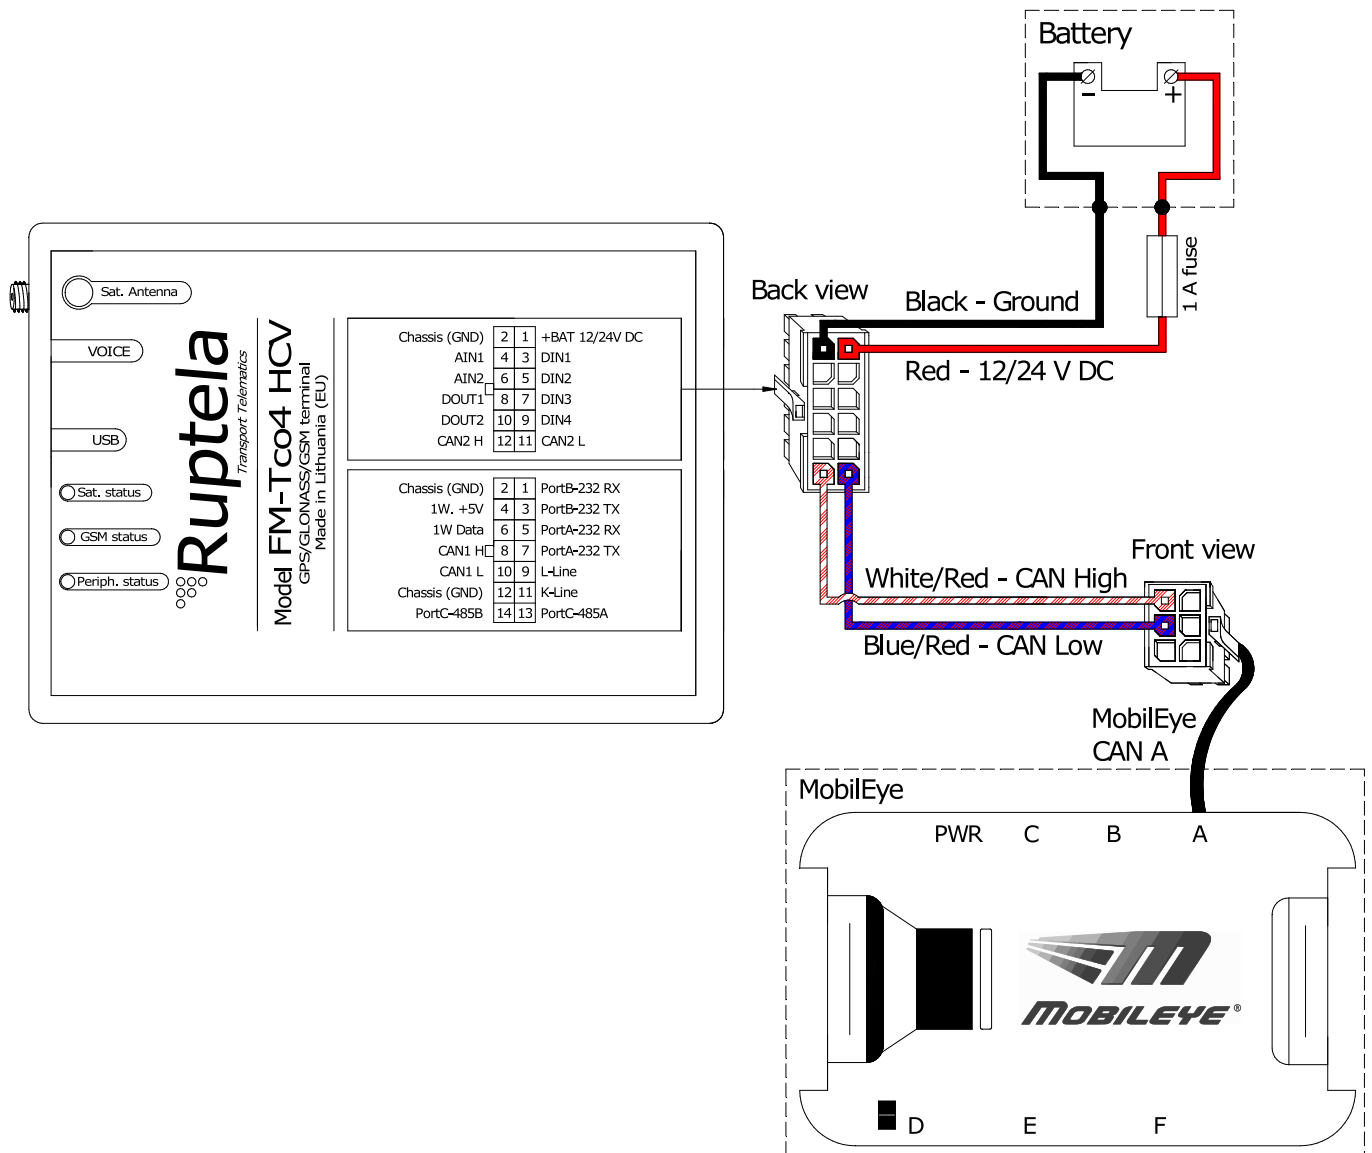 Battery
-
+
1 A fuse
Back view
Black - Ground
Red - 12/24 V DC
Sat. Antenna
VOICE
USB
Sat. status
GSM status
Periph. status
Ruptela
Transport Telematics
Model FM-Tco4 HCV
GPS/GLONASS/GSM terminal
Made in Lithuania (EU)
Chassis (GND) 2 1 +BAT 12/24V DC
AIN1 4 3 DIN1
AIN2 6 5 DIN2
DOUT1 8 7 DIN3
DOUT2 10 9 DIN4
CAN2 H 12 11 CAN2 L
Chassis (GND) 2 1 PortB-232 RX
1W. +5V 4 3 PortB-232 TX
1W Data 6 5 PortA-232 RX
CAN1 H 8 7 PortA-232 TX
CAN1 L 10 9 L-Line
Chassis (GND) 12 11 K-Line
PortC-485B 14 13 PortC-485A
Front view
White/Red - CAN High
Blue/Red - CAN Low
MobilEye
CAN A
MobilEye
PWR C B A
MOBILEYE®
D E F